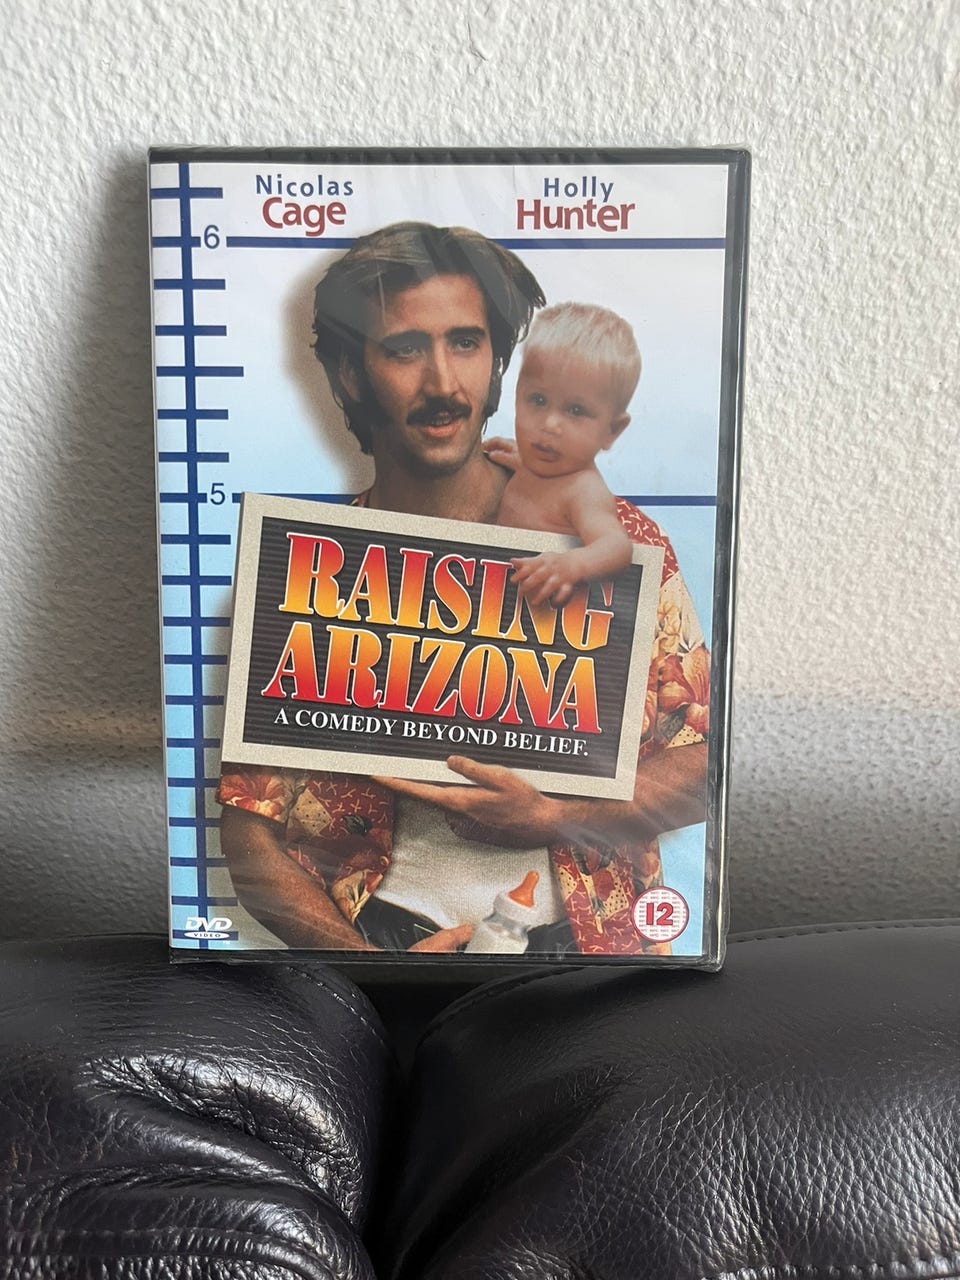 Nicolas
Cage
Holly
Hunter
6
5
RAISING
ARIZONA
A COMEDY BEYOND BELIEF.
12
DVD
VIDEO